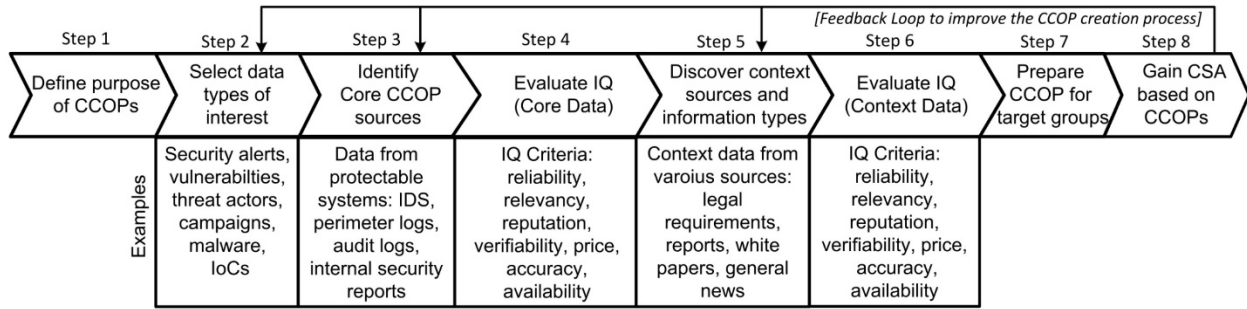 [Feedback Loop to improve the CCOP creation process]
Step 1
Step 2
Step 3
Step 4
Step 5
Step 6
Step 7
Step 8
Define purpose
of CCOPs
Select data
types of
interest
Identify
Core CCOP
sources
Evaluate IQ
(Core Data)
Discover context
sources and
information types
Evaluate IQ
(Context Data)
Prepare
CCOP for
target groups
Gain CSA
based on
CCOPs
Examples
Security alerts,
vulnerabilties,
threat actors,
campaigns,
malware,
IoCs
Data from
protectable
systems: IDS,
perimeter logs,
audit logs,
internal security
reports
IQ Criteria:
reliability,
relevancy,
reputation,
verifiability, price,
accuracy,
availability
Context data from
varoius sources:
legal
requirements,
reports, white
papers, general
news
IQ Criteria:
reliability,
relevancy,
reputation,
verifiability, price,
accuracy,
availability